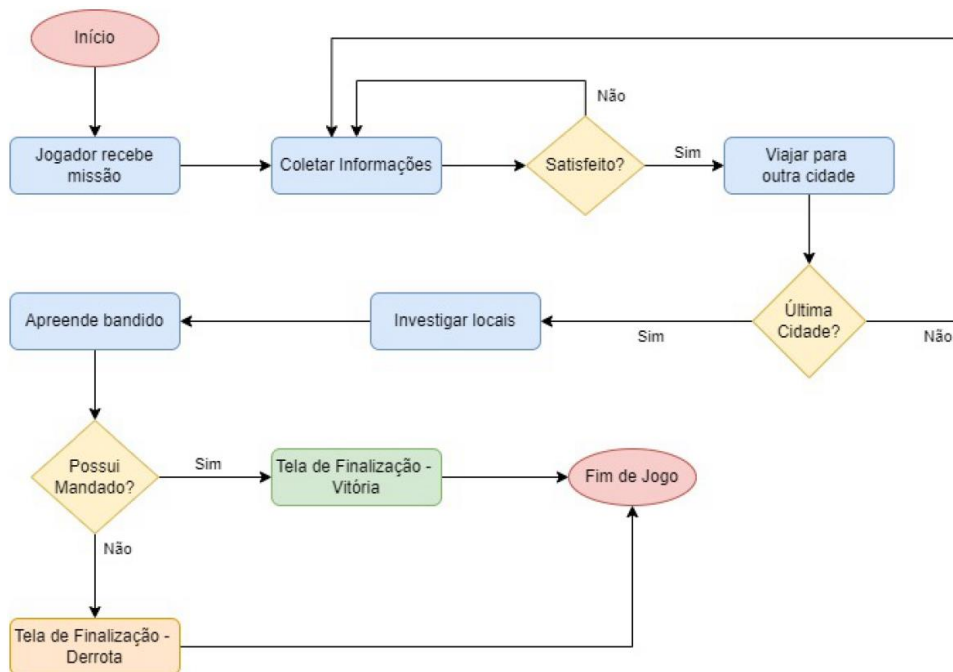 Início
Não
Jogador recebe
missão
Coletar Informações
Satisfeito?
Sim
Viajar para
outra cidade
Apreende bandido
Investigar locais
Sim
Última
Cidade?
Não
Possui
Mandado?
Sim
Tela de Finalização -
Vitória
Fim de Jogo
Não
Tela de Finalização -
Derrota